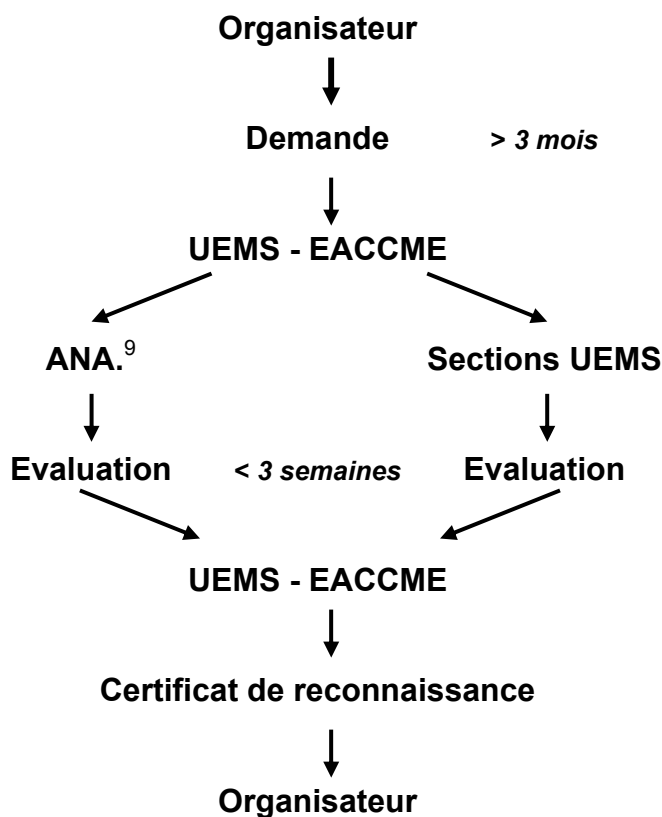 Organisateur
Demande > 3 mois
UEMS - EACCME
ANA.⁹ Sections UEMS
Evaluation < 3 semaines Evaluation
UEMS - EACCME
Certificat de reconnaissance
Organisateur